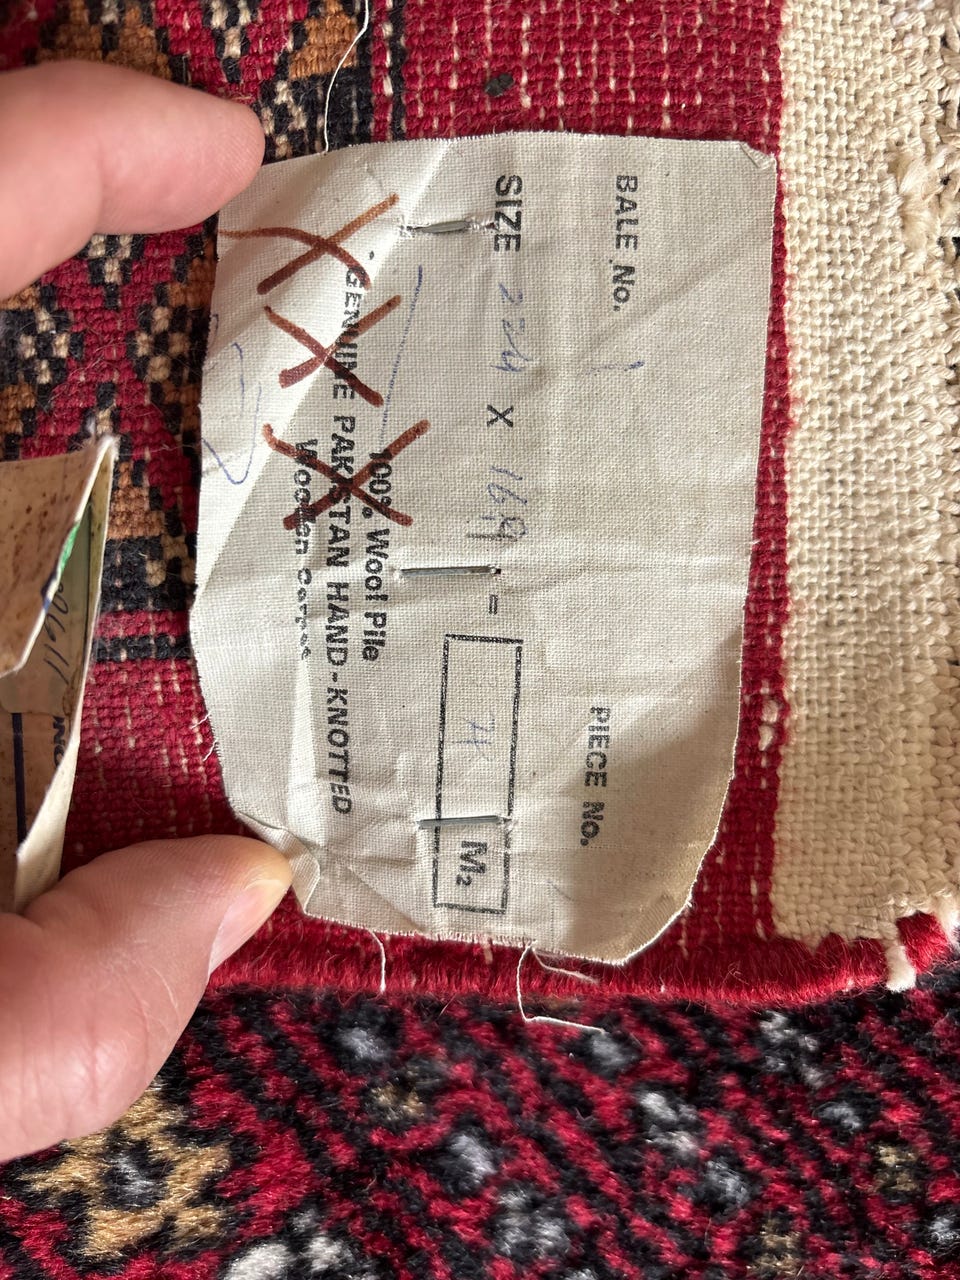 BALE No. PIECE No.
SIZE 224 X 169 = M2
100% Wool Pile
GENUINE PAKISTAN HAND-KNOTTED
Woollen Carpet